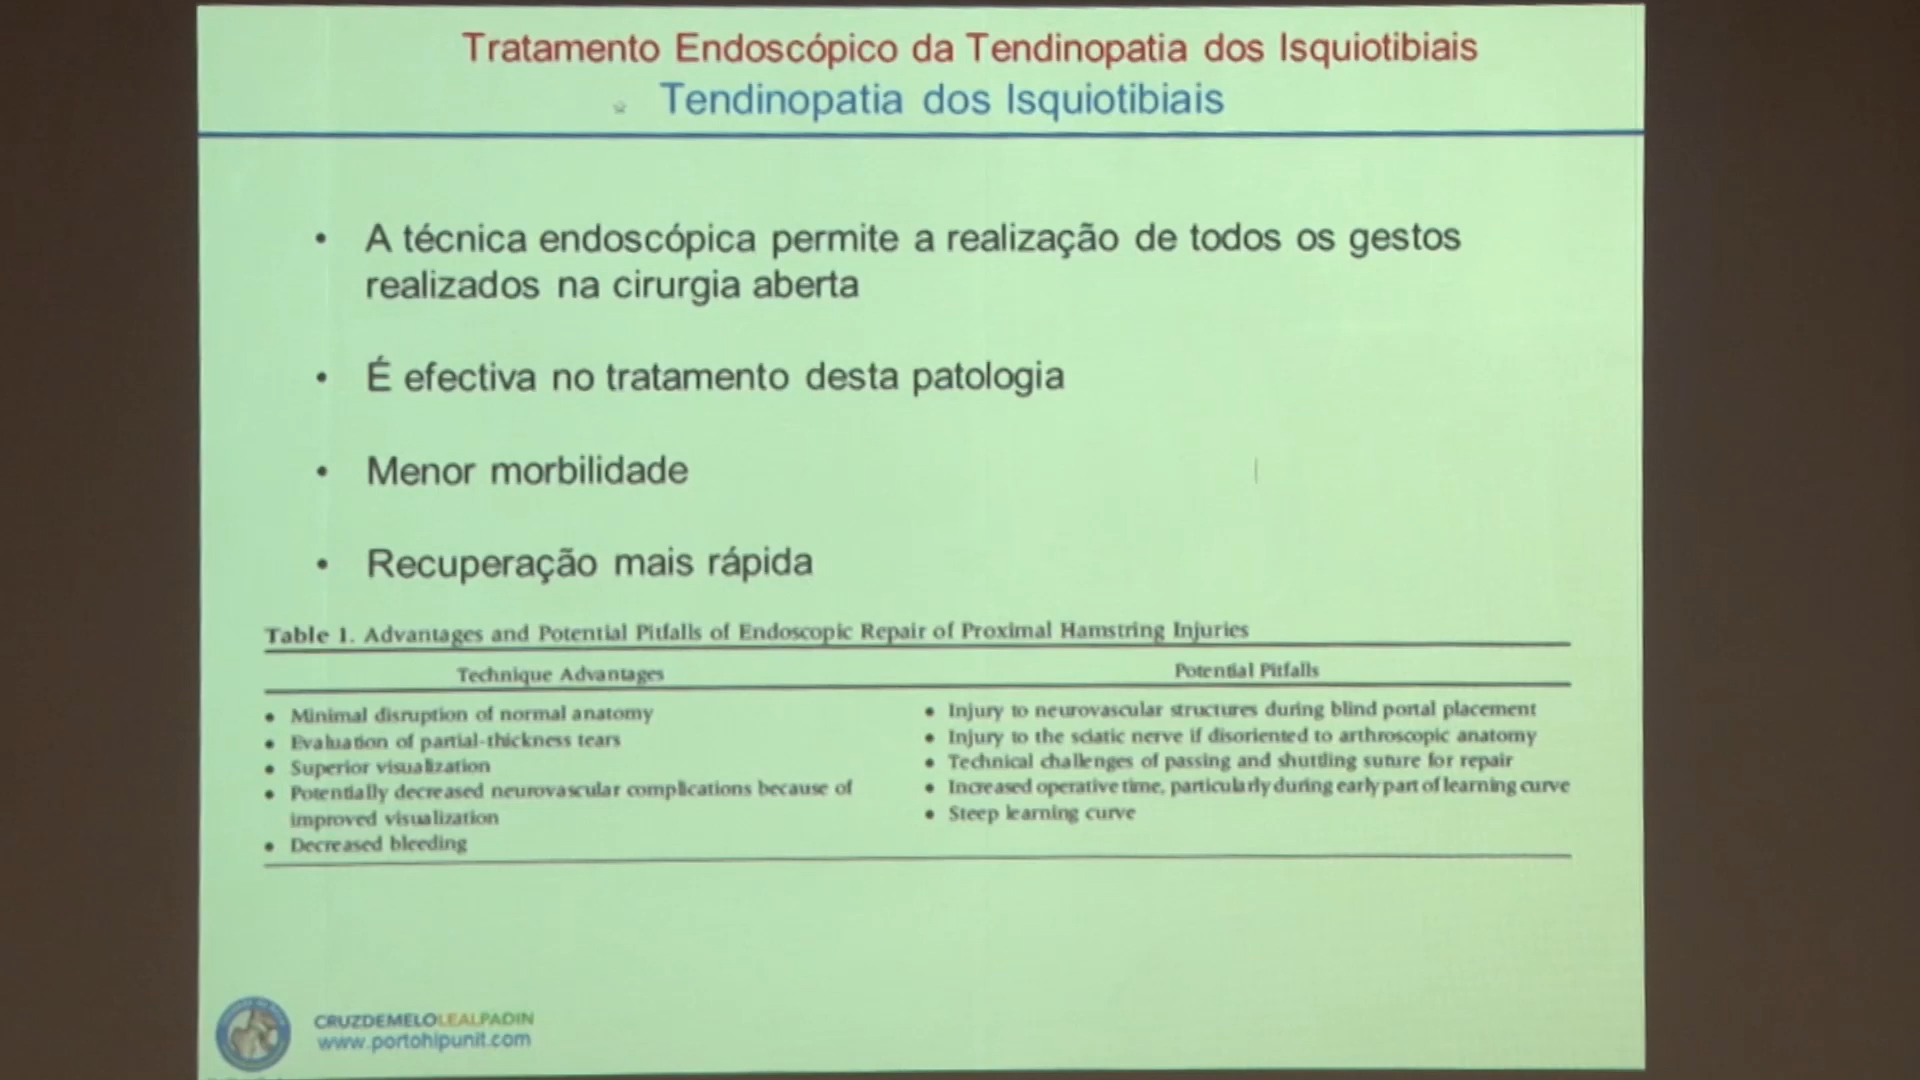 Tratamento Endoscópico da Tendinopatia dos Isquiotibiais
Tendinopatia dos Isquiotibiais
• A técnica endoscópica permite a realização de todos os gestos
realizados na cirurgia aberta
• É efectiva no tratamento desta patologia
• Menor morbilidade
• Recuperação mais rápida
Table 1. Advantages and Potential Pitfalls of Endoscopic Repair of Proximal Hamstring Injuries
Technique Advantages
• Minimal disruption of normal anatomy
• Evaluation of partial-thickness tears
• Superior visualization
• Potentially decreased neurovascular complications because of
improved visualization
• Decreased bleeding
Potential Pitfalls
• Injury to neurovascular structures during blind portal placement
• Injury to the sciatic nerve if disoriented to arthroscopic anatomy
• Technical challenges of passing and shuttling suture for repair
• Increased operative time, particularly during early part of learning curve
• Steep learning curve
CRUZDEMELOLEALPADIN
www.portohipunit.com